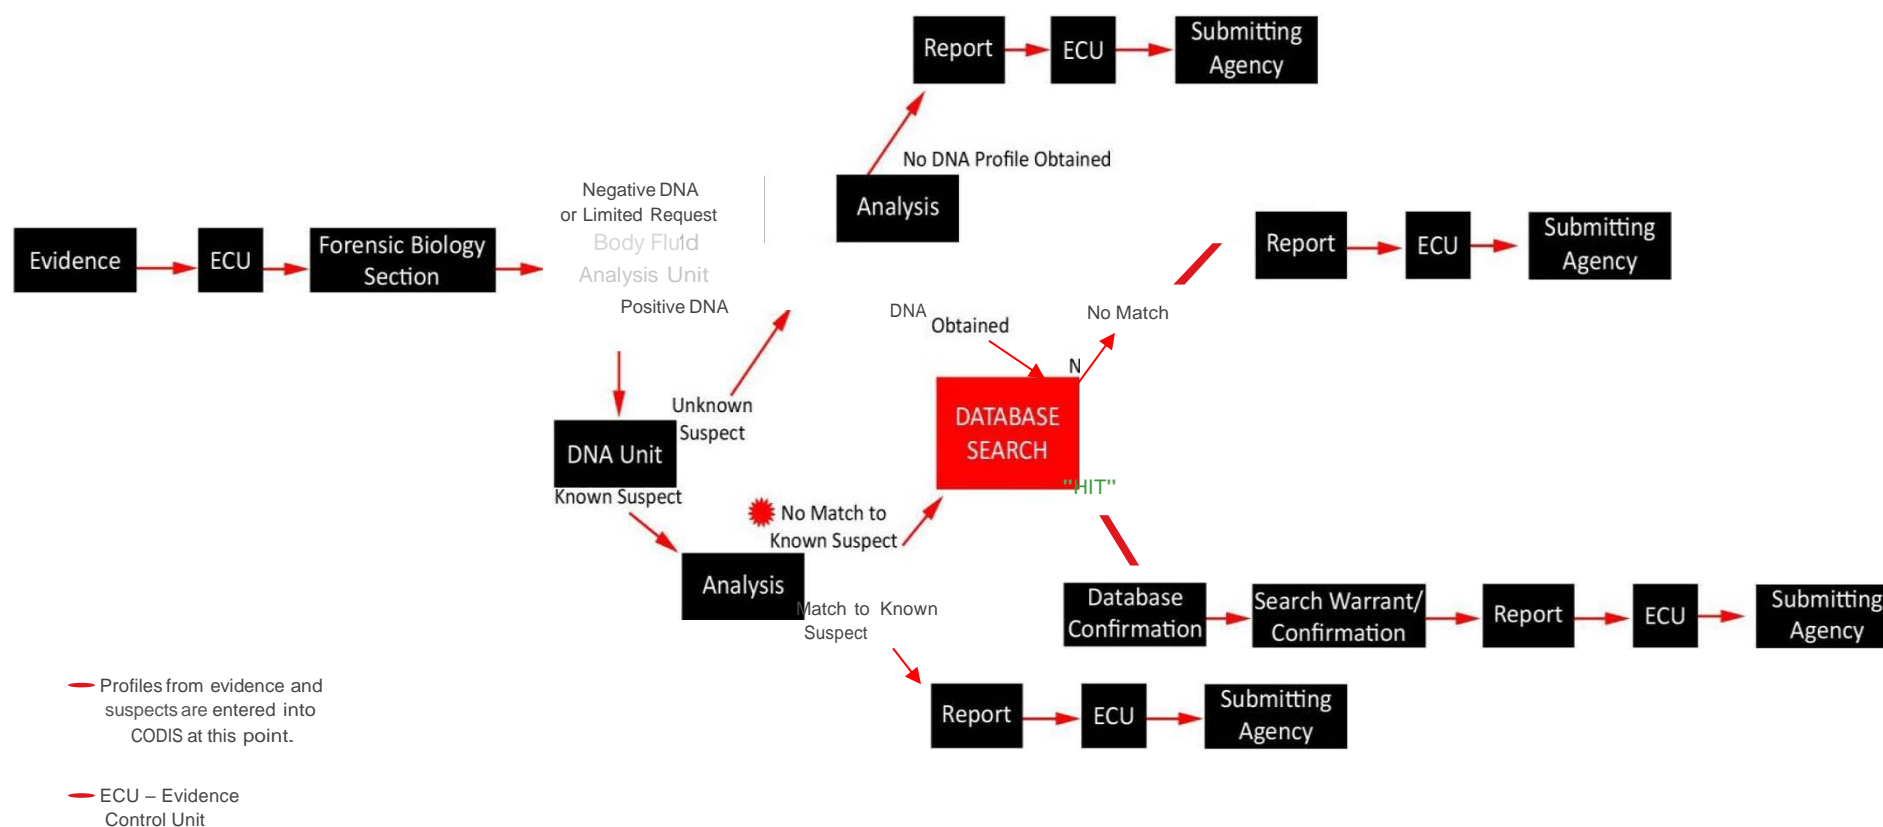 Report
ECU
Submitting
Agency
No DNA Profile Obtained
Analysis
Negative DNA
or Limited Request
Body Fluid
Analysis Unit
Positive DNA
Evidence
ECU
Forensic Biology
Section
Report
ECU
Submitting
Agency
DNA
Obtained
No Match
N
DATABASE
SEARCH
"HIT"
Unknown
Suspect
DNA Unit
Known Suspect
No Match to
Known Suspect
Analysis
Match to Known
Suspect
Database
Confirmation
Search Warrant/
Confirmation
Report
ECU
Submitting
Agency
Report
ECU
Submitting
Agency
Profiles from evidence and
suspects are entered into
CODIS at this point.
ECU – Evidence
Control Unit